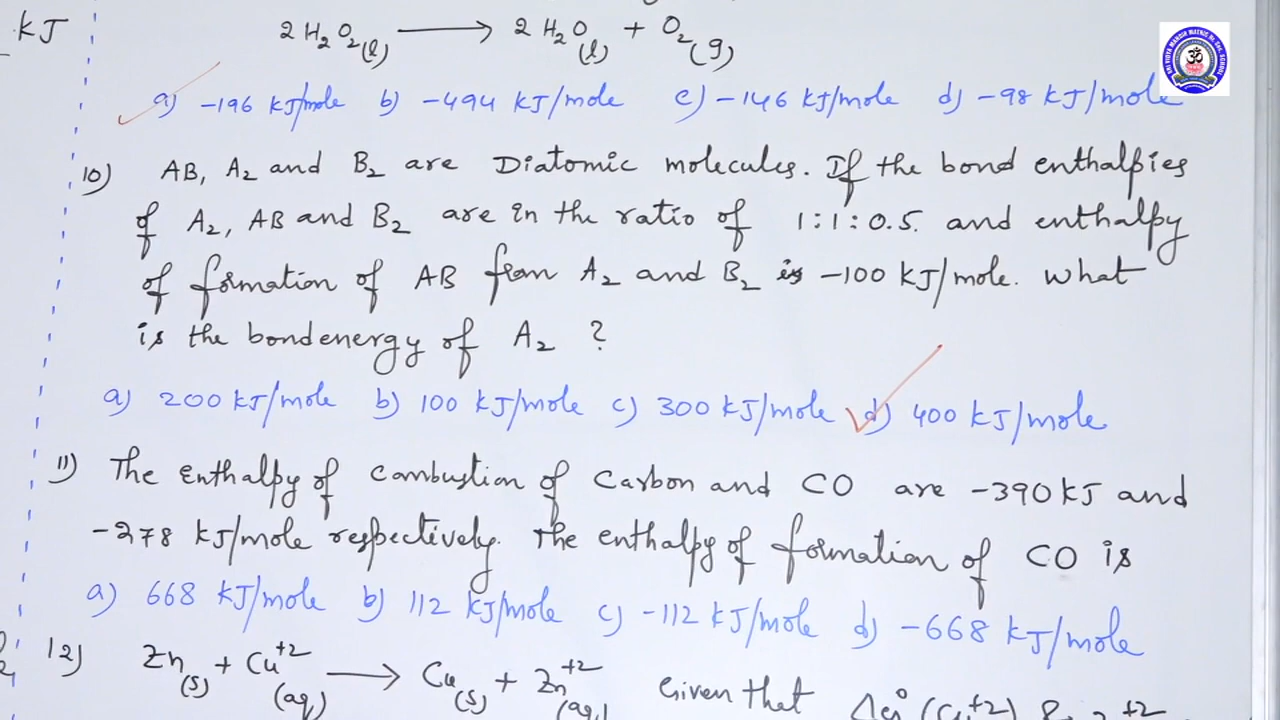 kJ
2 H₂O₂(l) ⟶ 2 H₂O(l) + O₂(g)
a) -196 kJ/mole b) -494 kJ/mole c) -146 kJ/mole d) -98 kJ/mole
10) AB, A₂ and B₂ are Diatomic molecules. If the bond enthalpies
of A₂, AB and B₂ are in the ratio of 1:1:0.5. and enthalpy
of formation of AB from A₂ and B₂ is -100 kJ/mole. What
is the bond energy of A₂ ?
a) 200 kJ/mole b) 100 kJ/mole c) 300 kJ/mole d) 400 kJ/mole
11) The Enthalpy of Combustion of Carbon and CO are -390 kJ and
-278 kJ/mole respectively. The enthalpy of formation of CO is
a) 668 kJ/mole b) 112 kJ/mole c) -112 kJ/mole d) -668 kJ/mole
12) Zn(s) + Cu⁺²(aq) ⟶ Cu(s) + Zn⁺²(aq) Given that